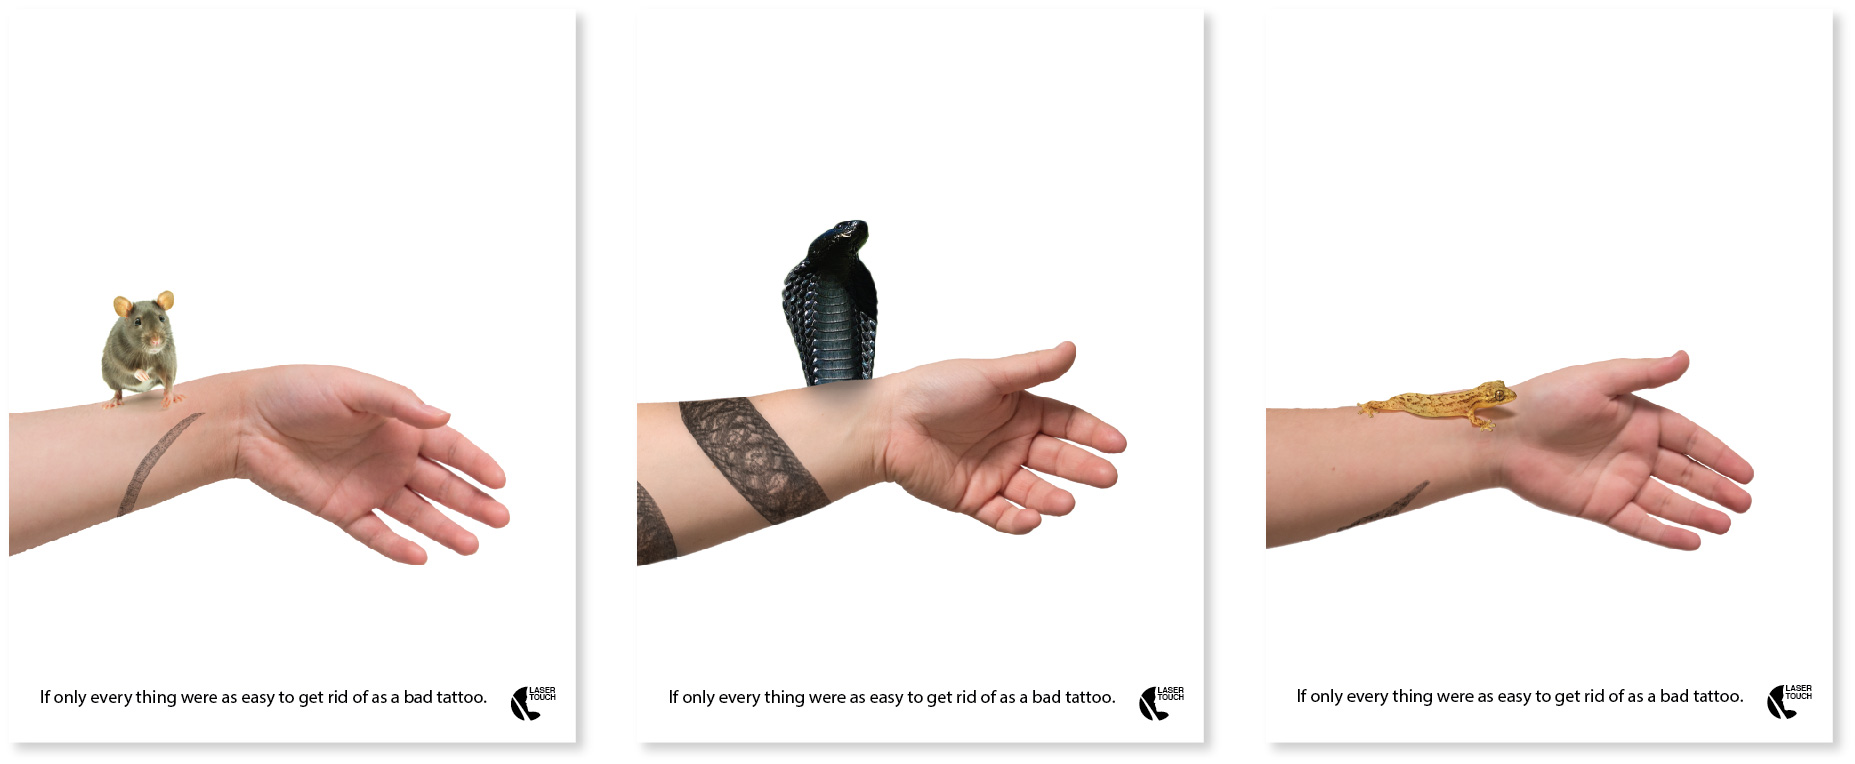 If only every thing were as easy to get rid of as a bad tattoo.
LASER
TOUCH
If only every thing were as easy to get rid of as a bad tattoo.
LASER
TOUCH
If only every thing were as easy to get rid of as a bad tattoo.
LASER
TOUCH